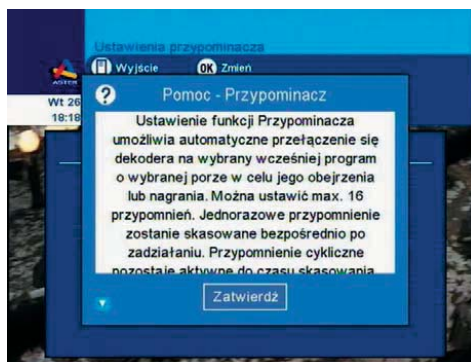 Ustawienia przypominacza
Wyjście OK Zmień
ASTER
Wt 26
18:18
? Pomoc - Przypominacz
Ustawienie funkcji Przypominacza
umożliwia automatyczne przełączenie się
dekodera na wybrany wcześniej program
o wybranej porze w celu jego obejrzenia
lub nagrania. Można ustawić max. 16
przypomnień. Jednorazowe przypomnienie
zostanie skasowane bezpośrednio po
zadziałaniu. Przypomnienie cykliczne
pozostaje aktywne do czasu skasowania
Zatwierdź